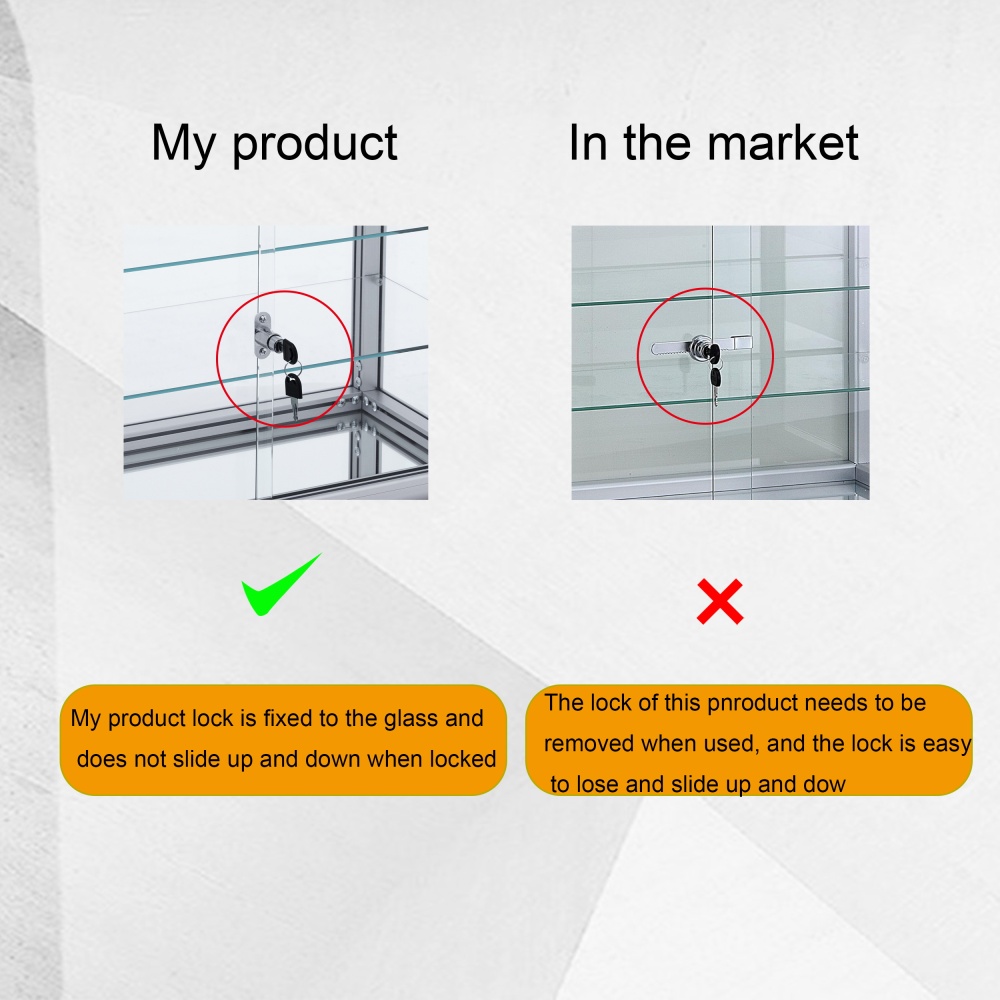 My product
In the market
My product lock is fixed to the glass and
does not slide up and down when locked
The lock of this pnroduct needs to be
removed when used, and the lock is easy
to lose and slide up and dow